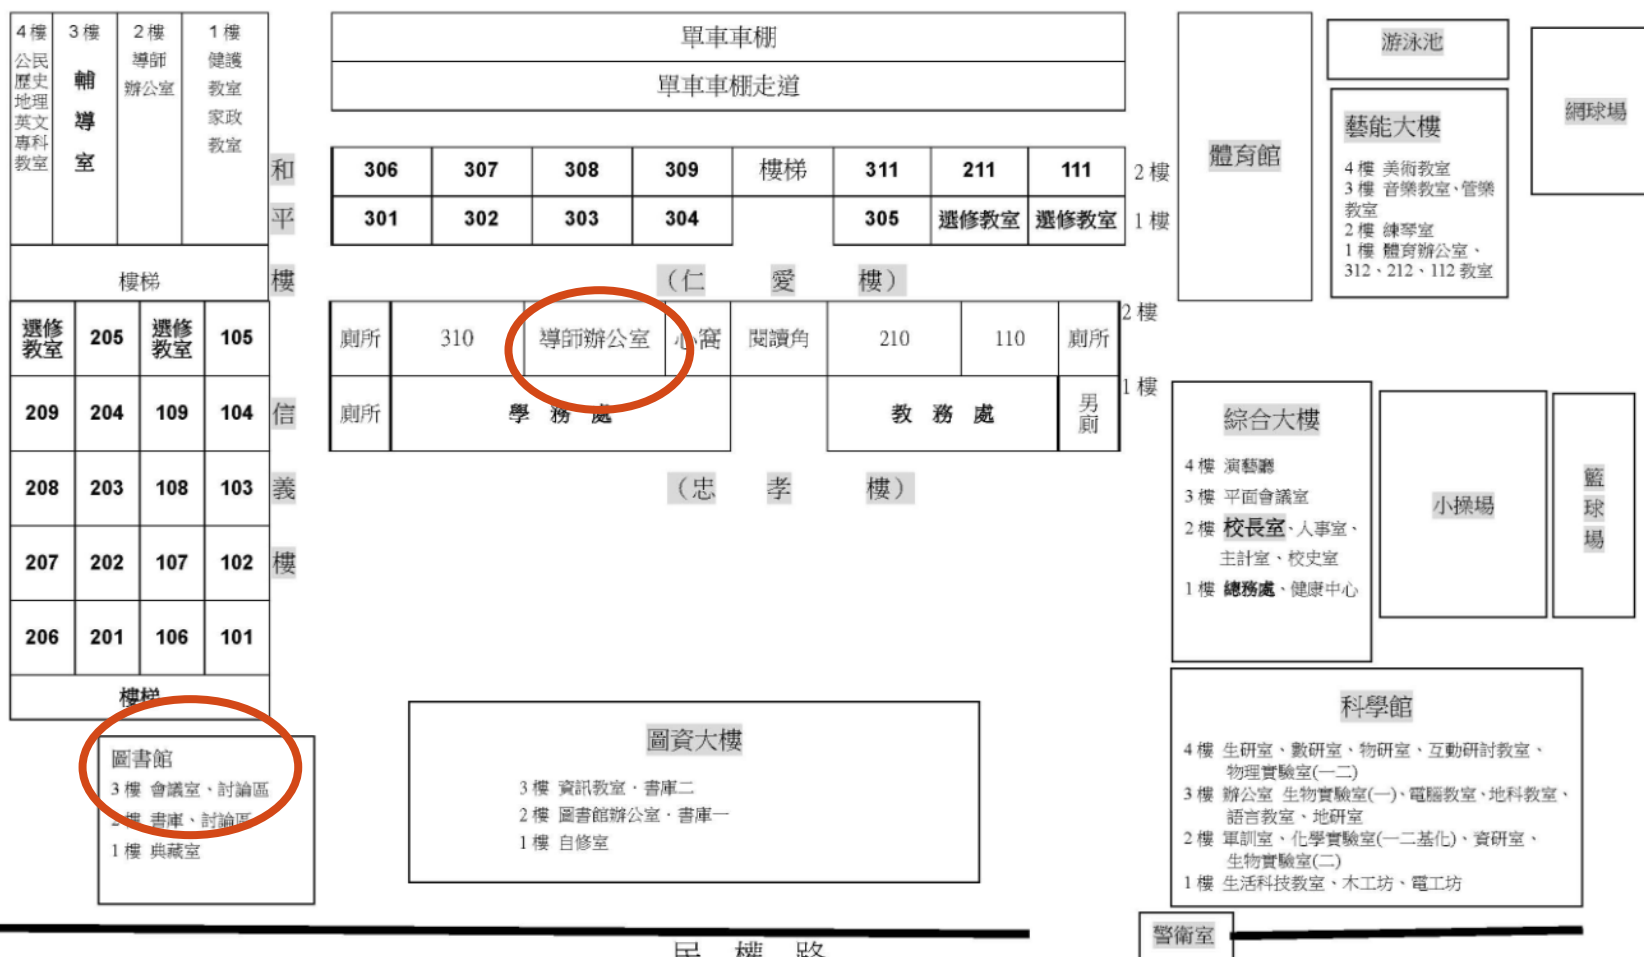 4樓 3樓 2樓 1樓
公民
歷史
地理
英文
專科
教室
輔
導
室
導師
辦公室
健護
教室
家政
教室
樓梯
選修
教室
205
選修
教室
105
209 204 109 104
208 203 108 103
207 202 107 102
206 201 106 101
樓梯
和
平
樓
信
義
樓
圖書館
3樓 會議室、討論區
2樓 書庫、討論區
1樓 典藏室
單車車棚
單車車棚走道
306 307 308 309 樓梯 311 211 111 2樓
301 302 303 304 305 選修教室 選修教室 1樓
（仁 愛 樓）
廁所 310 導師辦公室 心窩 閱讀角 210 110 廁所 2樓
廁所 學 務 處 教 務 處 男廁 1樓
（忠 孝 樓）
圖資大樓
3樓 資訊教室．書庫二
2樓 圖書館辦公室．書庫一
1樓 自修室
體育館
游泳池
藝能大樓
4樓 美術教室
3樓 音樂教室、管樂
教室
2樓 練琴室
1樓 體育辦公室、
312、212、112 教室
網球場
綜合大樓
4樓 演藝廳
3樓 平面會議室
2樓 校長室、人事室、
主計室、校史室
1樓 總務處、健康中心
小操場
籃
球
場
科學館
4樓 生研室、數研室、物研室、互動研討教室、
物理實驗室(一二)
3樓 辦公室 生物實驗室(一)、電腦教室、地科教室、
語言教室、地研室
2樓 軍訓室、化學實驗室(一二基化)、資研室、
生物實驗室(二)
1樓 生活科技教室、木工坊、電工坊
警衛室
民 權 路